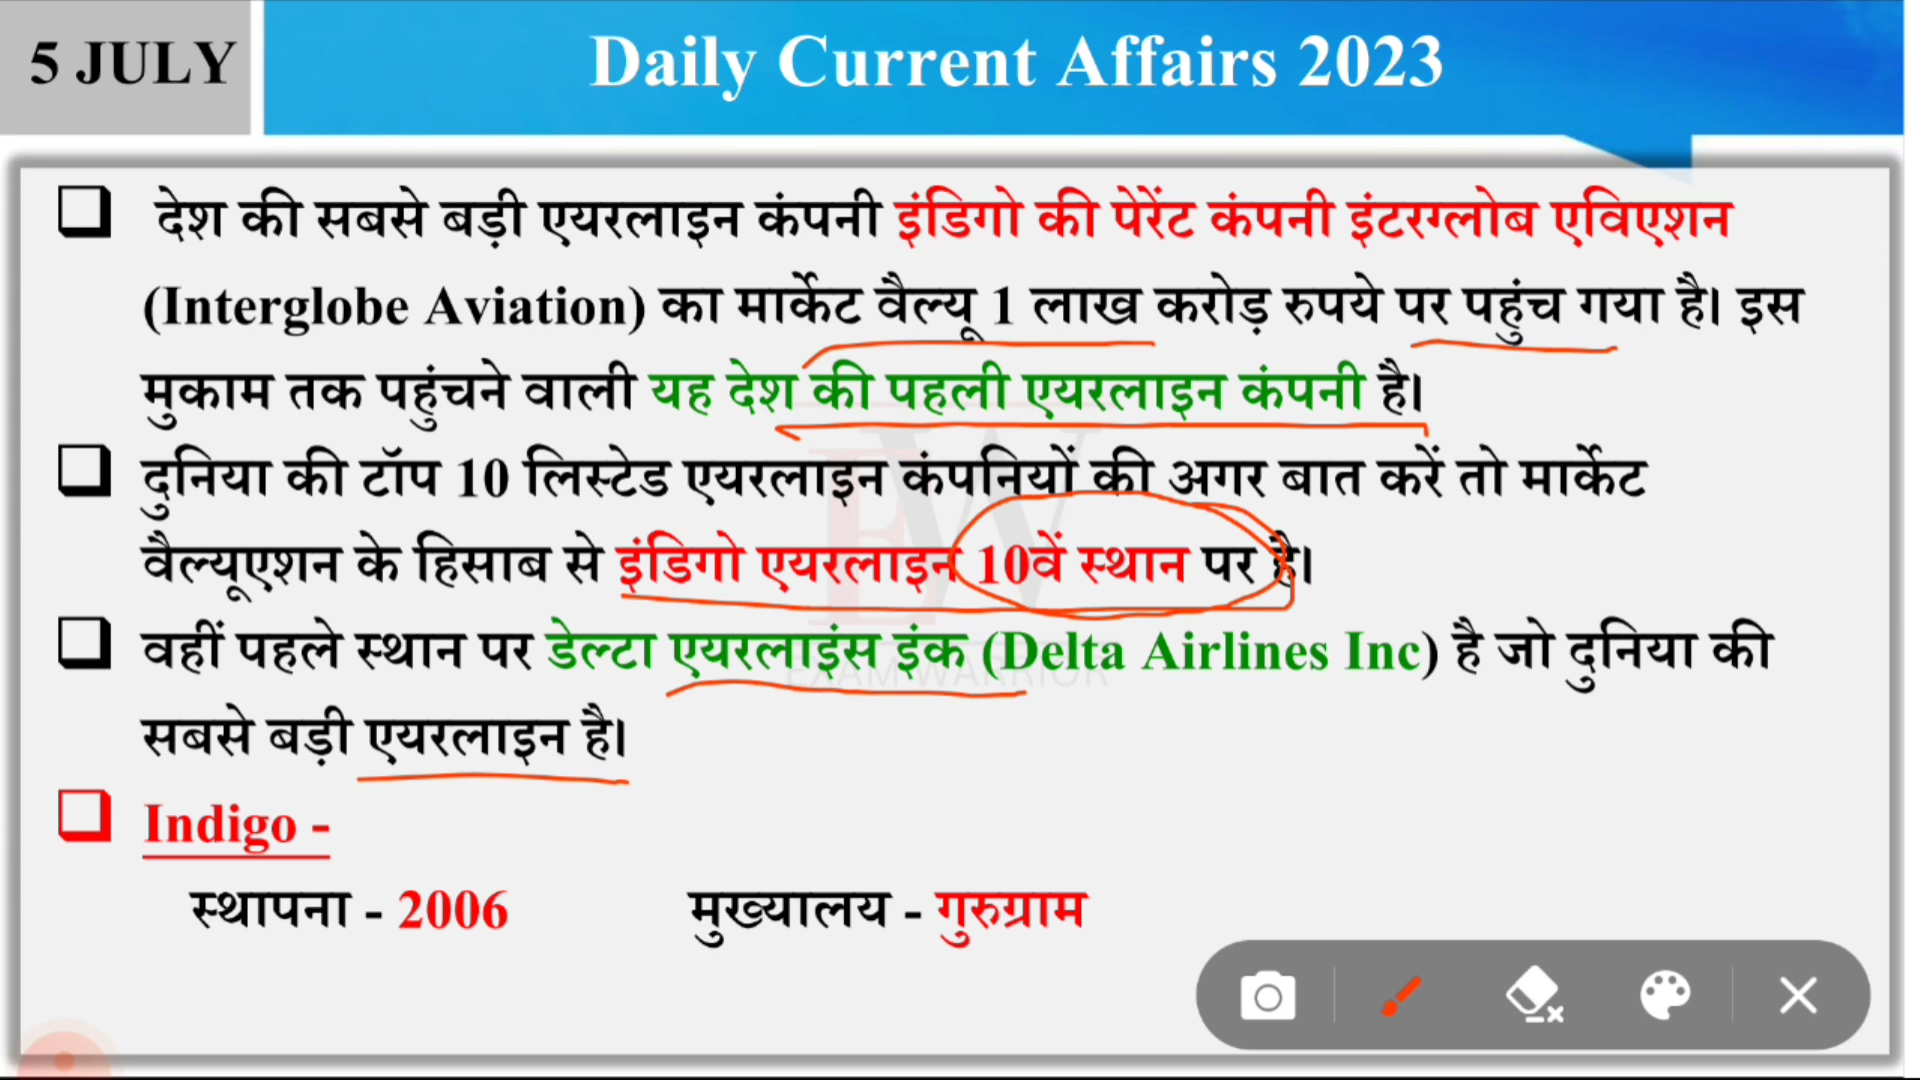 5 JULY
Daily Current Affairs 2023
देश की सबसे बड़ी एयरलाइन कंपनी इंडिगो की पेरेंट कंपनी इंटरग्लोब एविएशन
(Interglobe Aviation) का मार्केट वैल्यू 1 लाख करोड़ रुपये पर पहुंच गया है। इस
मुकाम तक पहुंचने वाली यह देश की पहली एयरलाइन कंपनी है।
दुनिया की टॉप 10 लिस्टेड एयरलाइन कंपनियों की अगर बात करें तो मार्केट
वैल्यूएशन के हिसाब से इंडिगो एयरलाइन 10वें स्थान पर है।
वहीं पहले स्थान पर डेल्टा एयरलाइंस इंक (Delta Airlines Inc) है जो दुनिया की
सबसे बड़ी एयरलाइन है।
Indigo -
स्थापना - 2006 मुख्यालय - गुरुग्राम
EW
EXAM WARRIOR